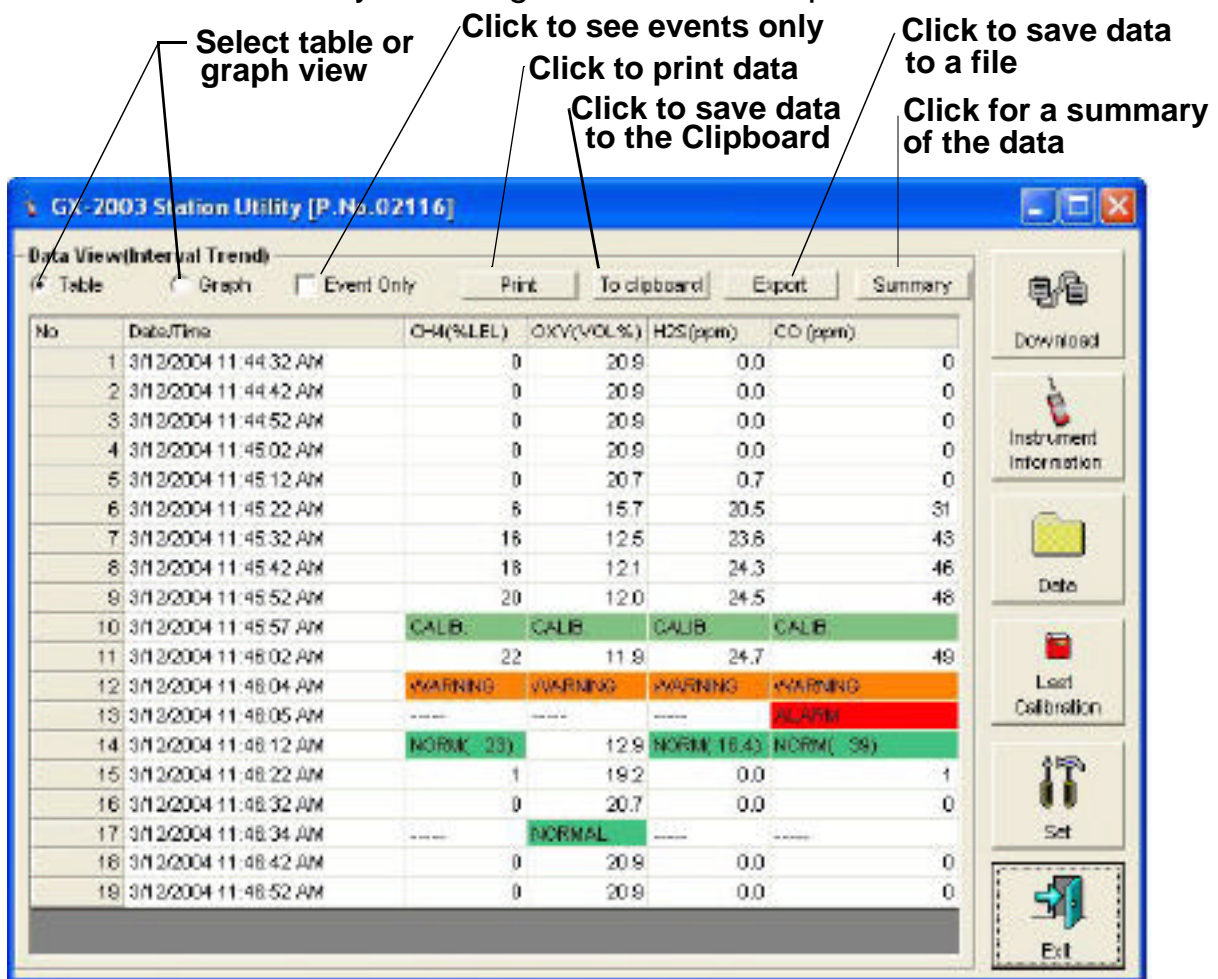 Click to see events only
Select table or
graph view
Click to save data
to a file
Click to print data
Click to save data
to the Clipboard
Click for a summary
of the data
GX-2003 Station Utility [P.No.02116]
Data View(Interval Trend)
Table Graph Event Only Print To clipboard Export Summary
No Date/Time CH4(%LEL) OXY(VOL%) H2S(ppm) CO (ppm)
1 3/12/2004 11:44:32 AM 0 20.9 0.0 0
2 3/12/2004 11:44:42 AM 0 20.9 0.0 0
3 3/12/2004 11:44:52 AM 0 20.9 0.0 0
4 3/12/2004 11:45:02 AM 0 20.9 0.0 0
5 3/12/2004 11:45:12 AM 0 20.7 0.7 0
6 3/12/2004 11:45:22 AM 15.7 20.5 31
7 3/12/2004 11:45:32 AM 16 12.5 43
8 3/12/2004 11:45:42 AM 12.1 24.3 46
9 3/12/2004 11:45:52 AM 20 12.0 24.5 48
10 3/12/2004 11:45:57 AM CALIB. CALIB. CALIB. CALIB.
11 3/12/2004 11:46:02 AM 22 11.9 24.7 49
12 3/12/2004 11:46:04 AM WARNING WARNING WARNING WARNING
13 3/12/2004 11:46:05 AM ----- ----- ----- ALARM
14 3/12/2004 11:46:12 AM NORM( 23) 12.9 NORM( 16.4) NORM( 39)
15 3/12/2004 11:46:22 AM 1 19.2 0.0 1
16 3/12/2004 11:46:32 AM 0 20.7 0.0 0
17 3/12/2004 11:46:34 AM ----- NORMAL ----- -----
18 3/12/2004 11:46:42 AM 0 20.9 0.0 0
19 3/12/2004 11:46:52 AM 0 20.9 0.0 0
Download
Instrument
Information
Data
Last
Calibration
Set
Exit